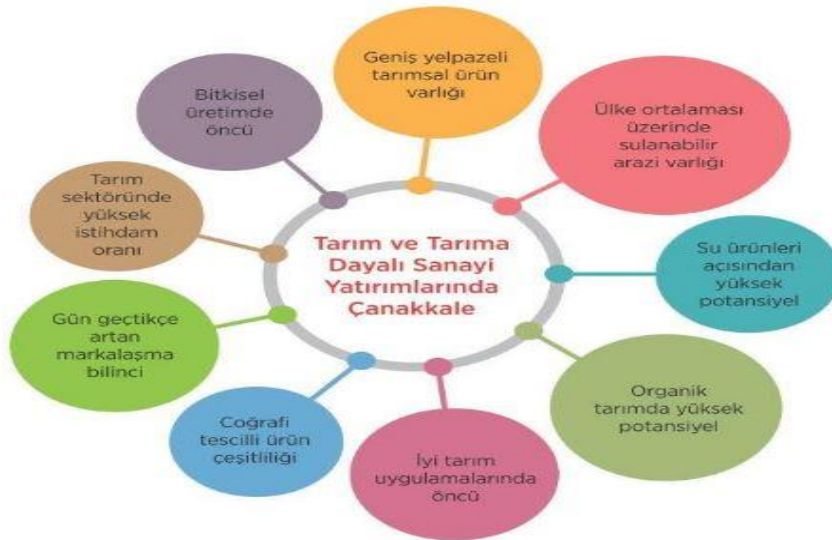 Tarım ve Tarıma
Dayalı Sanayi
Yatırımlarında
Çanakkale
Geniş yelpazeli
tarımsal ürün
varlığı
Ülke ortalaması
üzerinde
sulanabilir
arazi varlığı
Su ürünleri
açısından
yüksek
potansiyel
Organik
tarımda yüksek
potansiyel
İyi tarım
uygulamalarında
öncü
Coğrafi
tescilli ürün
çeşitliliği
Gün geçtikçe
artan
markalaşma
bilinci
Tarım
sektöründe
yüksek
istihdam
oranı
Bitkisel
üretimde
öncü